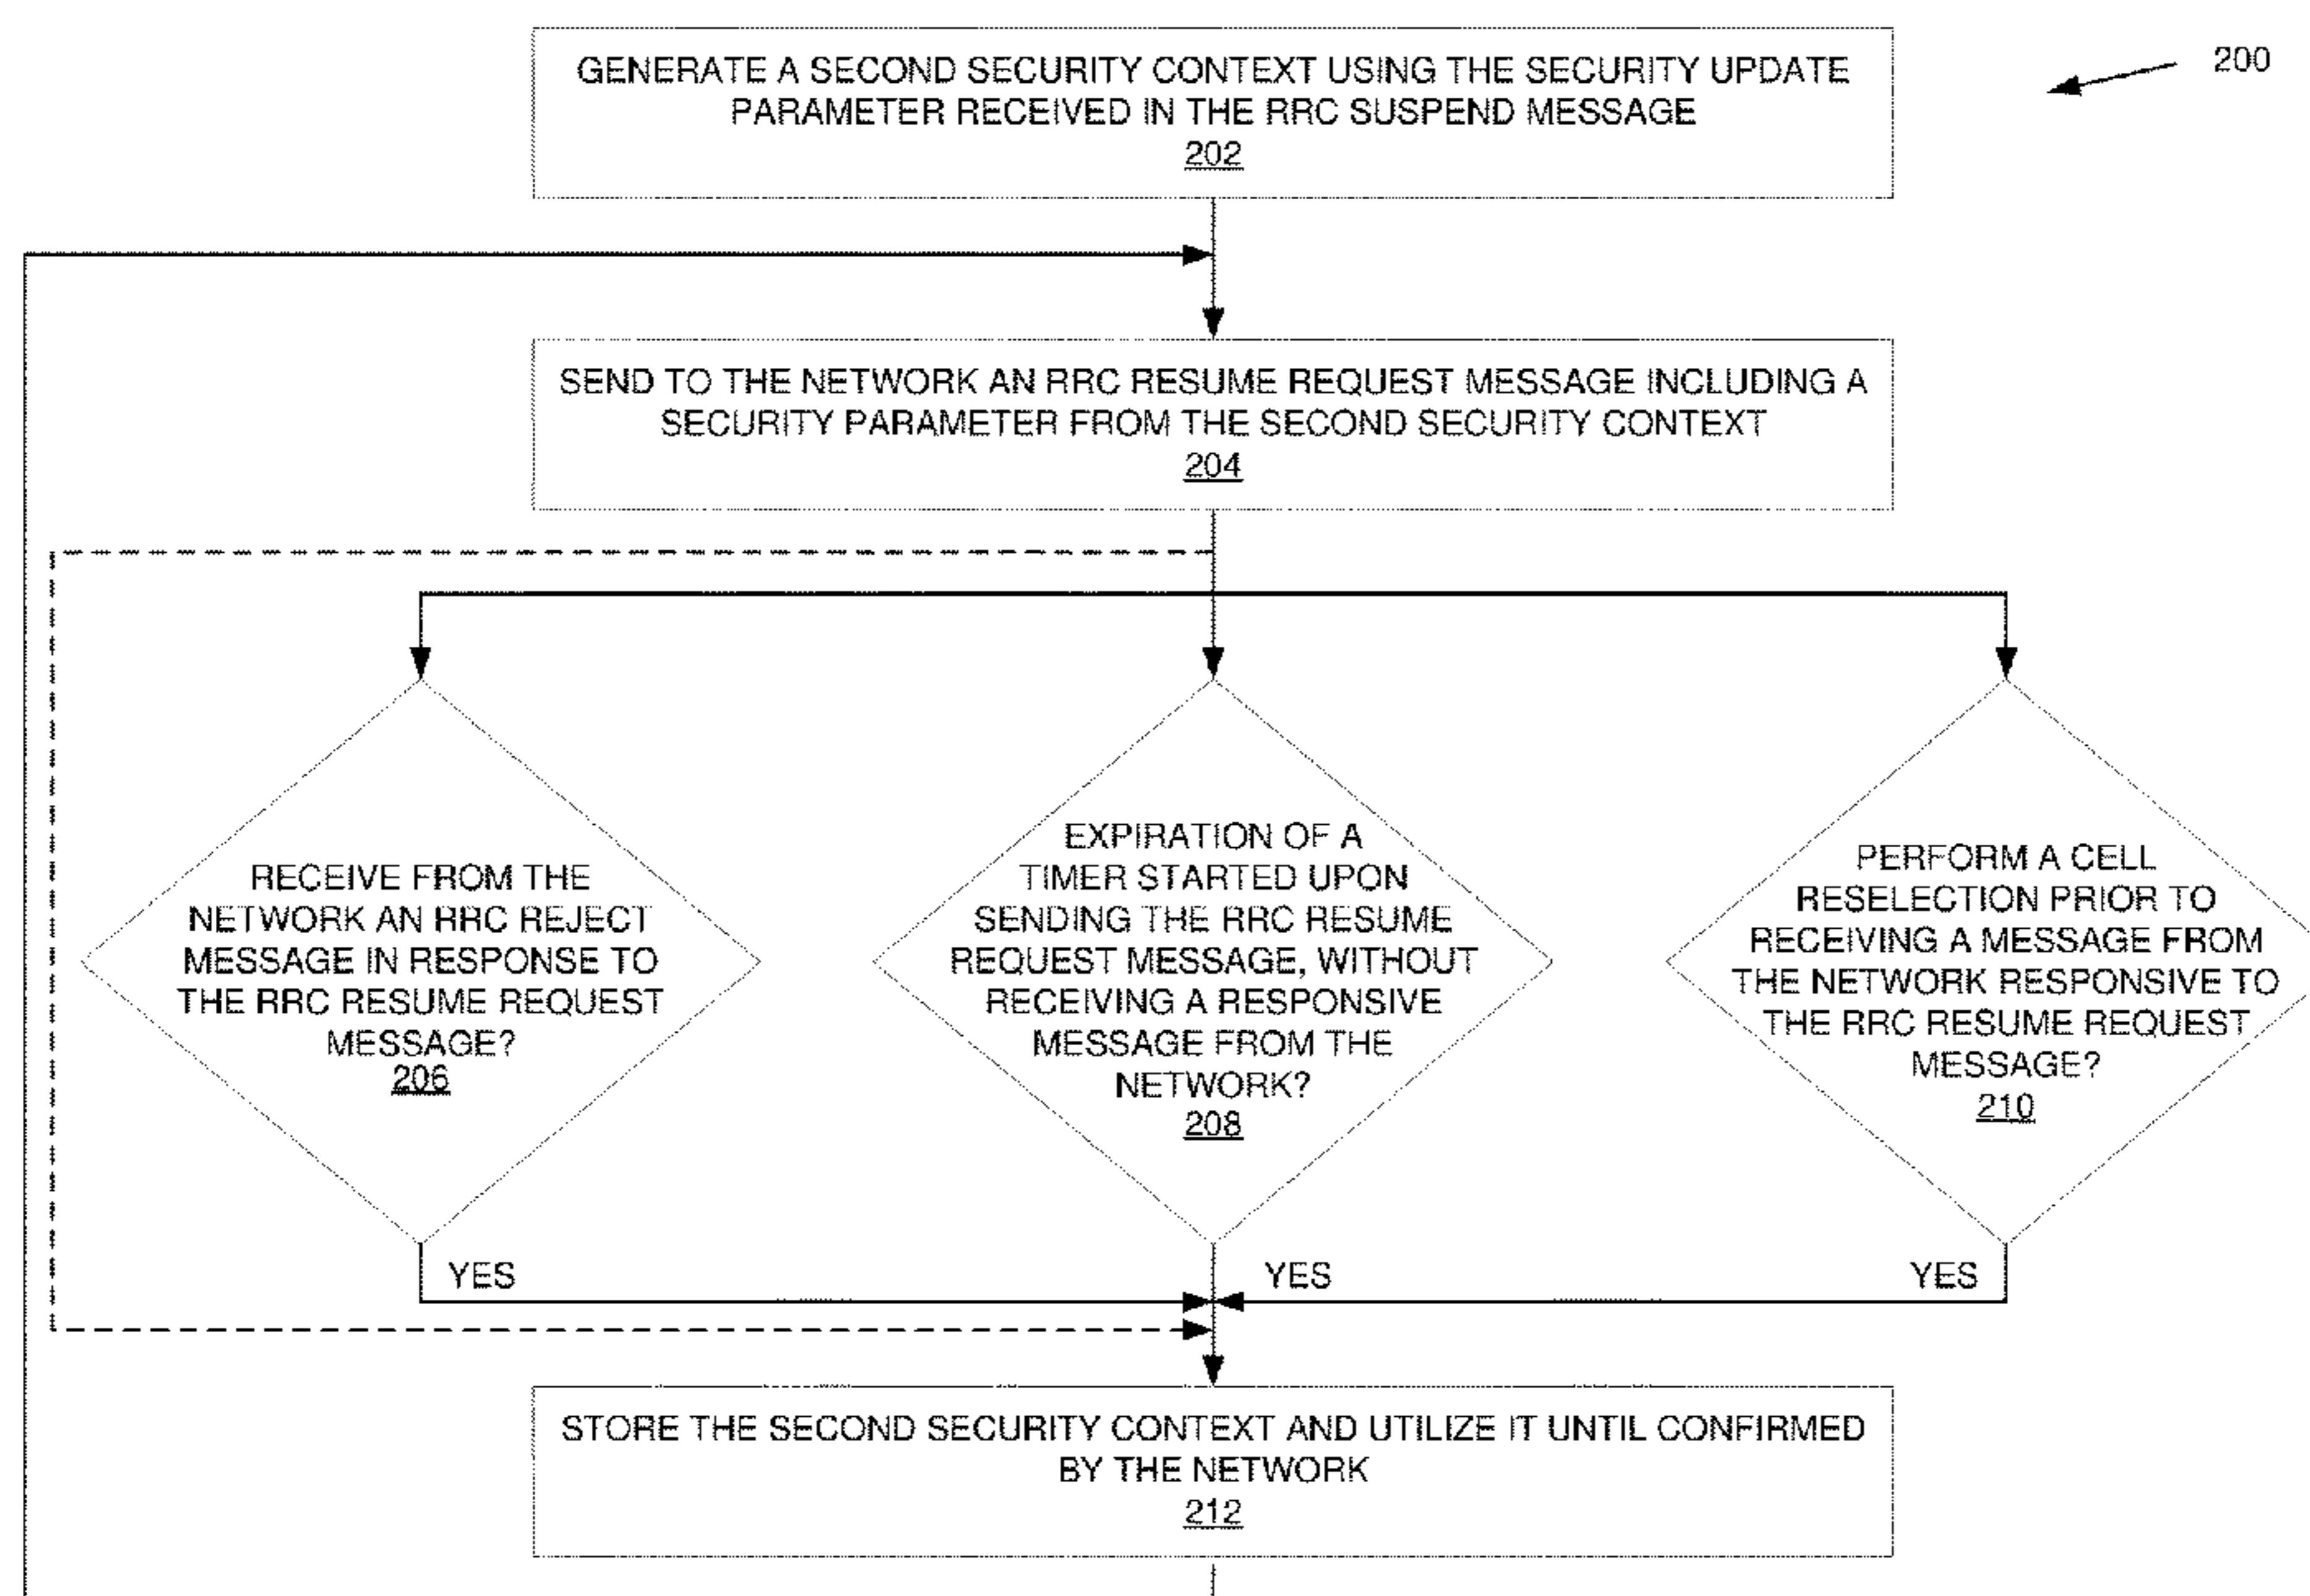 GENERATE A SECOND SECURITY CONTEXT USING THE SECURITY UPDATE
PARAMETER RECEIVED IN THE RRC SUSPEND MESSAGE
202
200
SEND TO THE NETWORK AN RRC RESUME REQUEST MESSAGE INCLUDING A
SECURITY PARAMETER FROM THE SECOND SECURITY CONTEXT
204
RECEIVE FROM THE
NETWORK AN RRC REJECT
MESSAGE IN RESPONSE TO
THE RRC RESUME REQUEST
MESSAGE?
206
EXPIRATION OF A
TIMER STARTED UPON
SENDING THE RRC RESUME
REQUEST MESSAGE, WITHOUT
RECEIVING A RESPONSIVE
MESSAGE FROM THE
NETWORK?
208
PERFORM A CELL
RESELECTION PRIOR TO
RECEIVING A MESSAGE FROM
THE NETWORK RESPONSIVE TO
THE RRC RESUME REQUEST
MESSAGE?
210
YES
YES
YES
STORE THE SECOND SECURITY CONTEXT AND UTILIZE IT UNTIL CONFIRMED
BY THE NETWORK
212